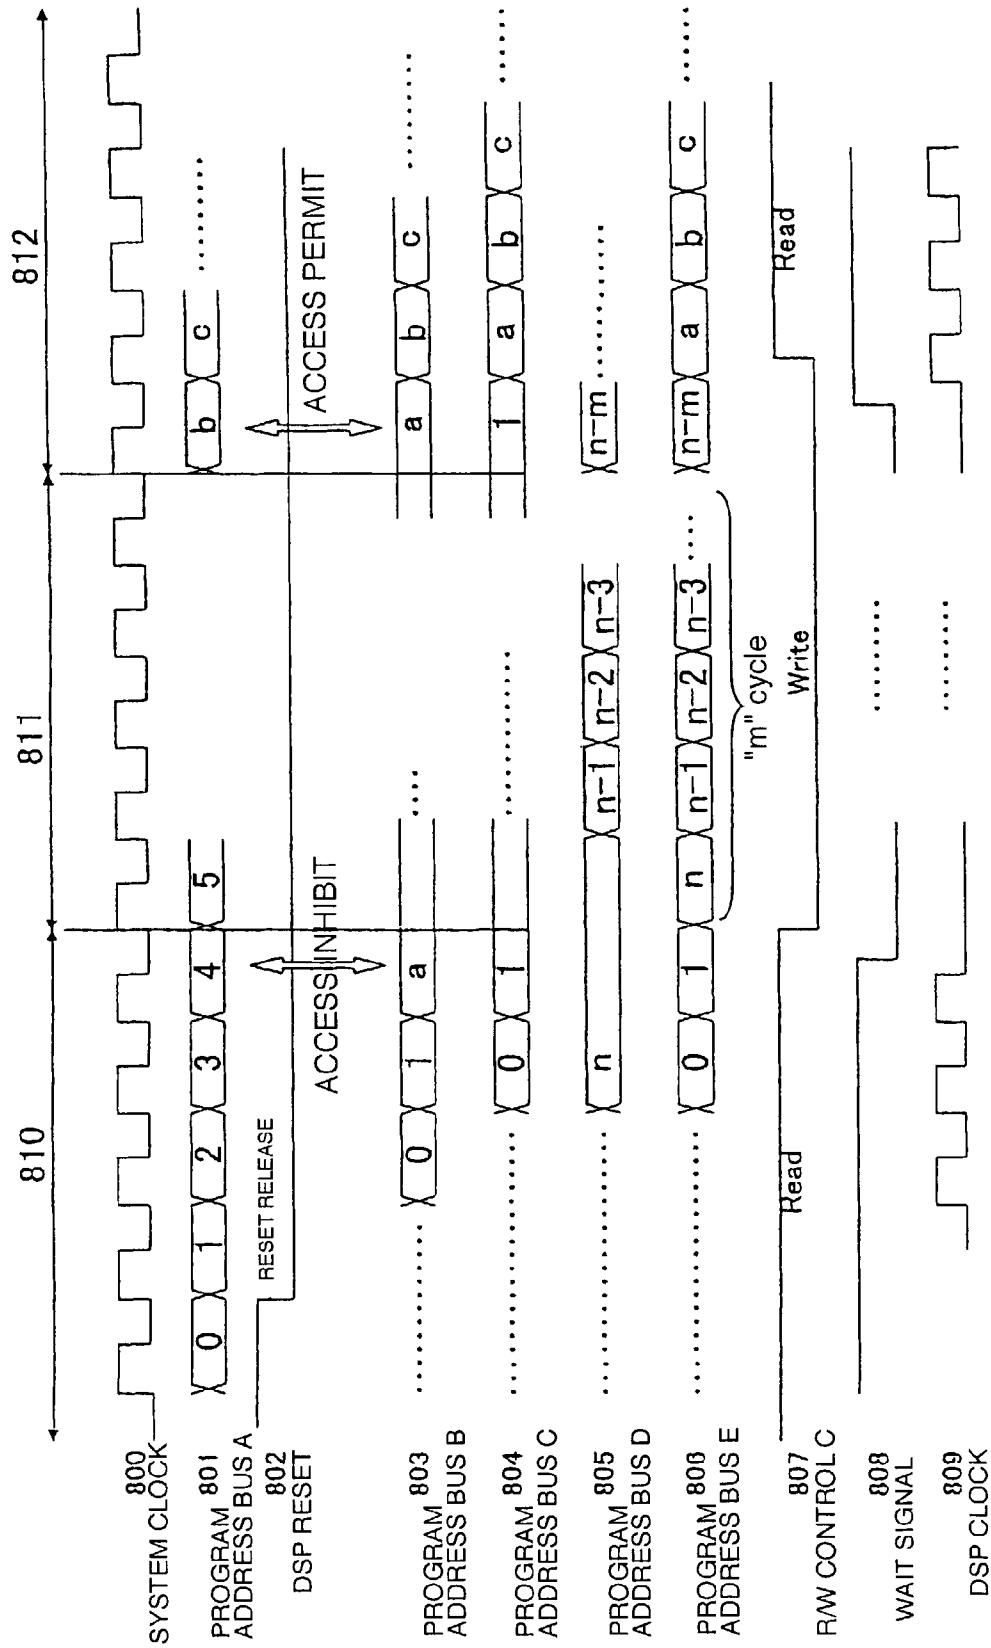 810
811
812
800
SYSTEM CLOCK
PROGRAM 801
ADDRESS BUS A
0 1 2 3 4 5 b c
802
DSP RESET
RESET RELEASE
ACCESS INHIBIT
ACCESS PERMIT
PROGRAM 803
ADDRESS BUS B
0 1 a a b c
PROGRAM 804
ADDRESS BUS C
0 1 1 a b c
PROGRAM 805
ADDRESS BUS D
n n-1 n-2 n-3 n-m
PROGRAM 806
ADDRESS BUS E
0 1 n n-1 n-2 n-3 n-m a b c
"m" cycle
807
R/W CONTROL C
Read
Write
Read
808
WAIT SIGNAL
809
DSP CLOCK